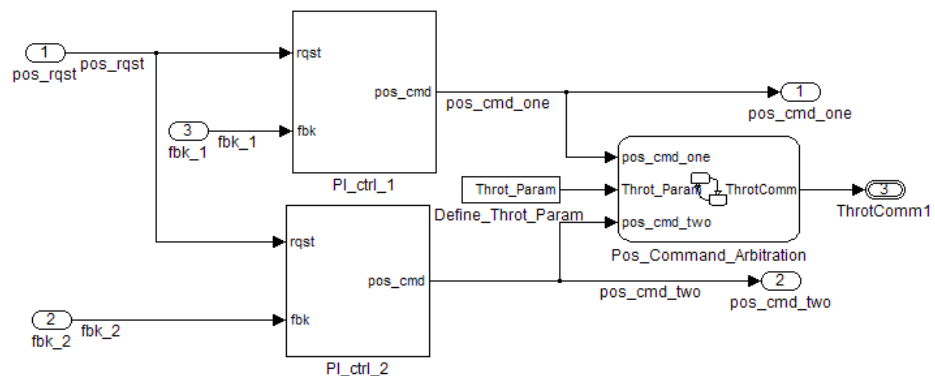 1
pos_rqst
pos_rqst
rqst
pos_cmd
fbk
3
fbk_1
fbk_1
PI_ctrl_1
pos_cmd_one
1
pos_cmd_one
pos_cmd_one
Throt_Param
Define_Throt_Param
Throt_Param
ThrotComm
pos_cmd_two
Pos_Command_Arbitration
3
ThrotComm1
rqst
pos_cmd
fbk
2
fbk_2
fbk_2
PI_ctrl_2
pos_cmd_two
2
pos_cmd_two